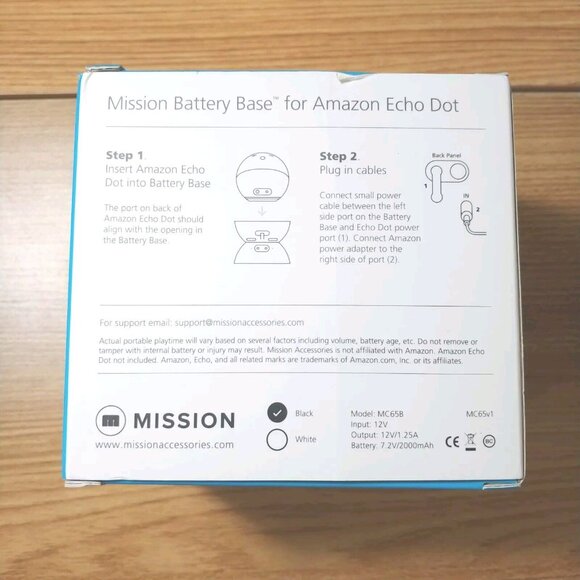 Mission Battery Base™ for Amazon Echo Dot
Step 1.
Insert Amazon Echo
Dot into Battery Base
The port on back of
Amazon Echo Dot should
align with the opening in
the Battery Base.
Step 2.
Plug in cables
Connect small power
cable between the left
side port on the Battery
Base and Echo Dot power
port (1). Connect Amazon
power adapter to the
right side of port (2).
Back Panel
1
IN
2
For support email: support@missionaccessories.com
Actual portable playtime will vary based on several factors including volume, battery age, etc. Do not remove or
tamper with internal battery or injury may result. Mission Accessories is not affiliated with Amazon. Amazon Echo
Dot not included. Amazon, Echo, and all related marks are trademarks of Amazon.com, Inc. or its affiliates.
m MISSION
www.missionaccessories.com
Black
White
Model: MC65B
Input: 12V
Output: 12V/1.25A
Battery: 7.2V/2000mAh
MC65v1
CE
BC